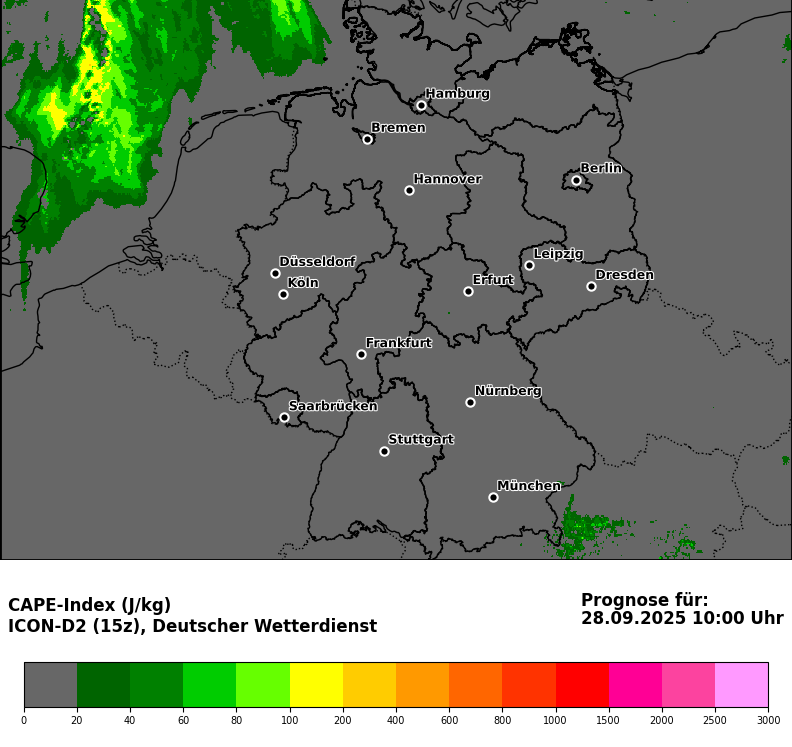 Hamburg
Bremen
Berlin
Hannover
Leipzig
Düsseldorf
Dresden
Erfurt
Köln
Frankfurt
Nürnberg
Saarbrücken
Stuttgart
München
CAPE-Index (J/kg)
ICON-D2 (15z), Deutscher Wetterdienst
Prognose für:
28.09.2025 10:00 Uhr
0 20 40 60 80 100 200 400 600 800 1000 1500 2000 2500 3000